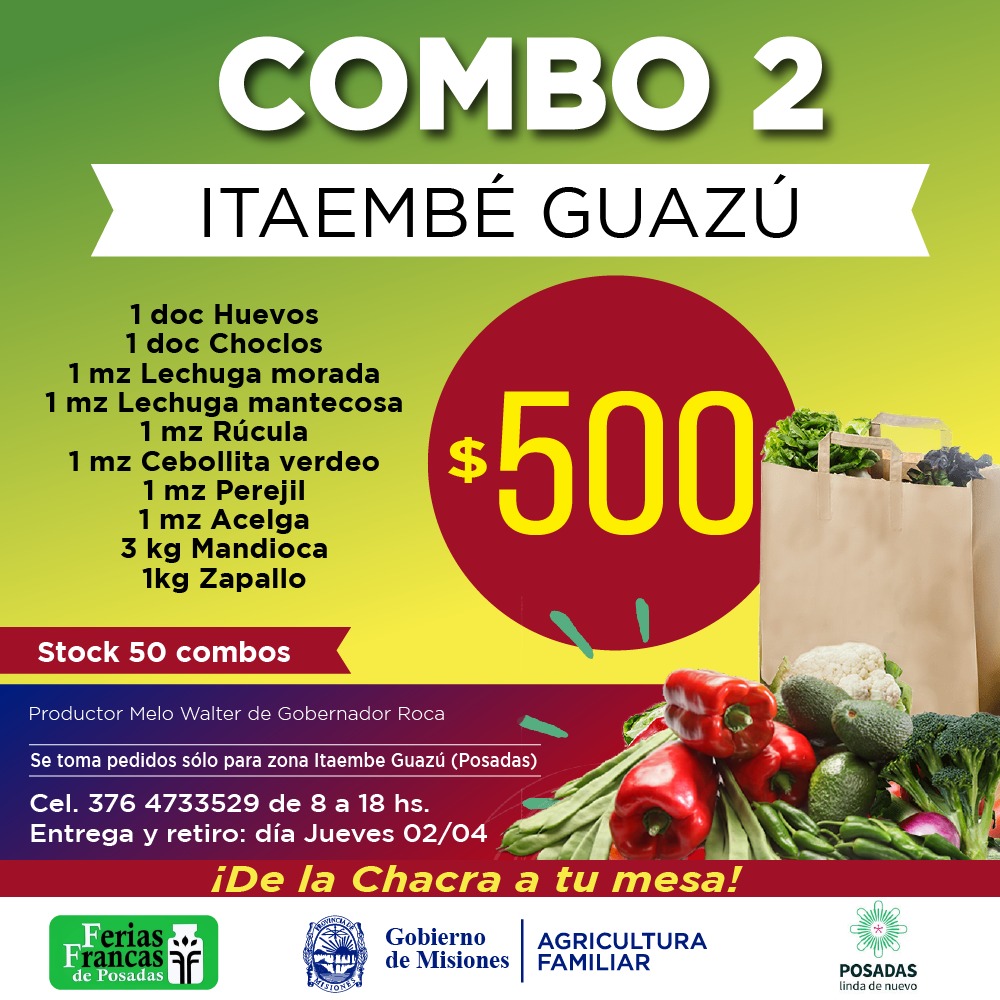 COMBO 2
ITAEMBÉ GUAZÚ
1 doc Huevos
1 doc Choclos
1 mz Lechuga morada
1 mz Lechuga mantecosa
1 mz Rúcula
1 mz Cebollita verdeo
1 mz Perejil
1 mz Acelga
3 kg Mandioca
1kg Zapallo
$500
Stock 50 combos
Productor Melo Walter de Gobernador Roca
Se toma pedidos sólo para zona Itaembe Guazú (Posadas)
Cel. 376 4733529 de 8 a 18 hs.
Entrega y retiro: día Jueves 02/04
¡De la Chacra a tu mesa!
Ferias
Francas
de Posadas
PROVINCIA DE
MISIONES
Gobierno
de Misiones
AGRICULTURA
FAMILIAR
POSADAS
linda de nuevo